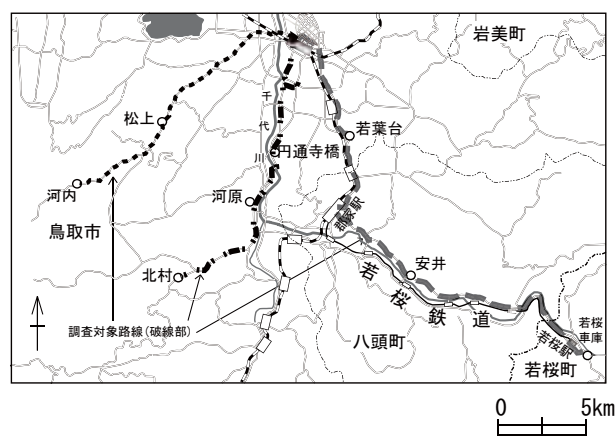 岩美町
千代川
松上
若葉台
円通寺橋
河内
河原
鳥取市
郡家駅
北村
安井
若桜鉄道
調査対象路線(破線部)
若桜
車庫
八頭町
若桜駅
若桜町
0 5km